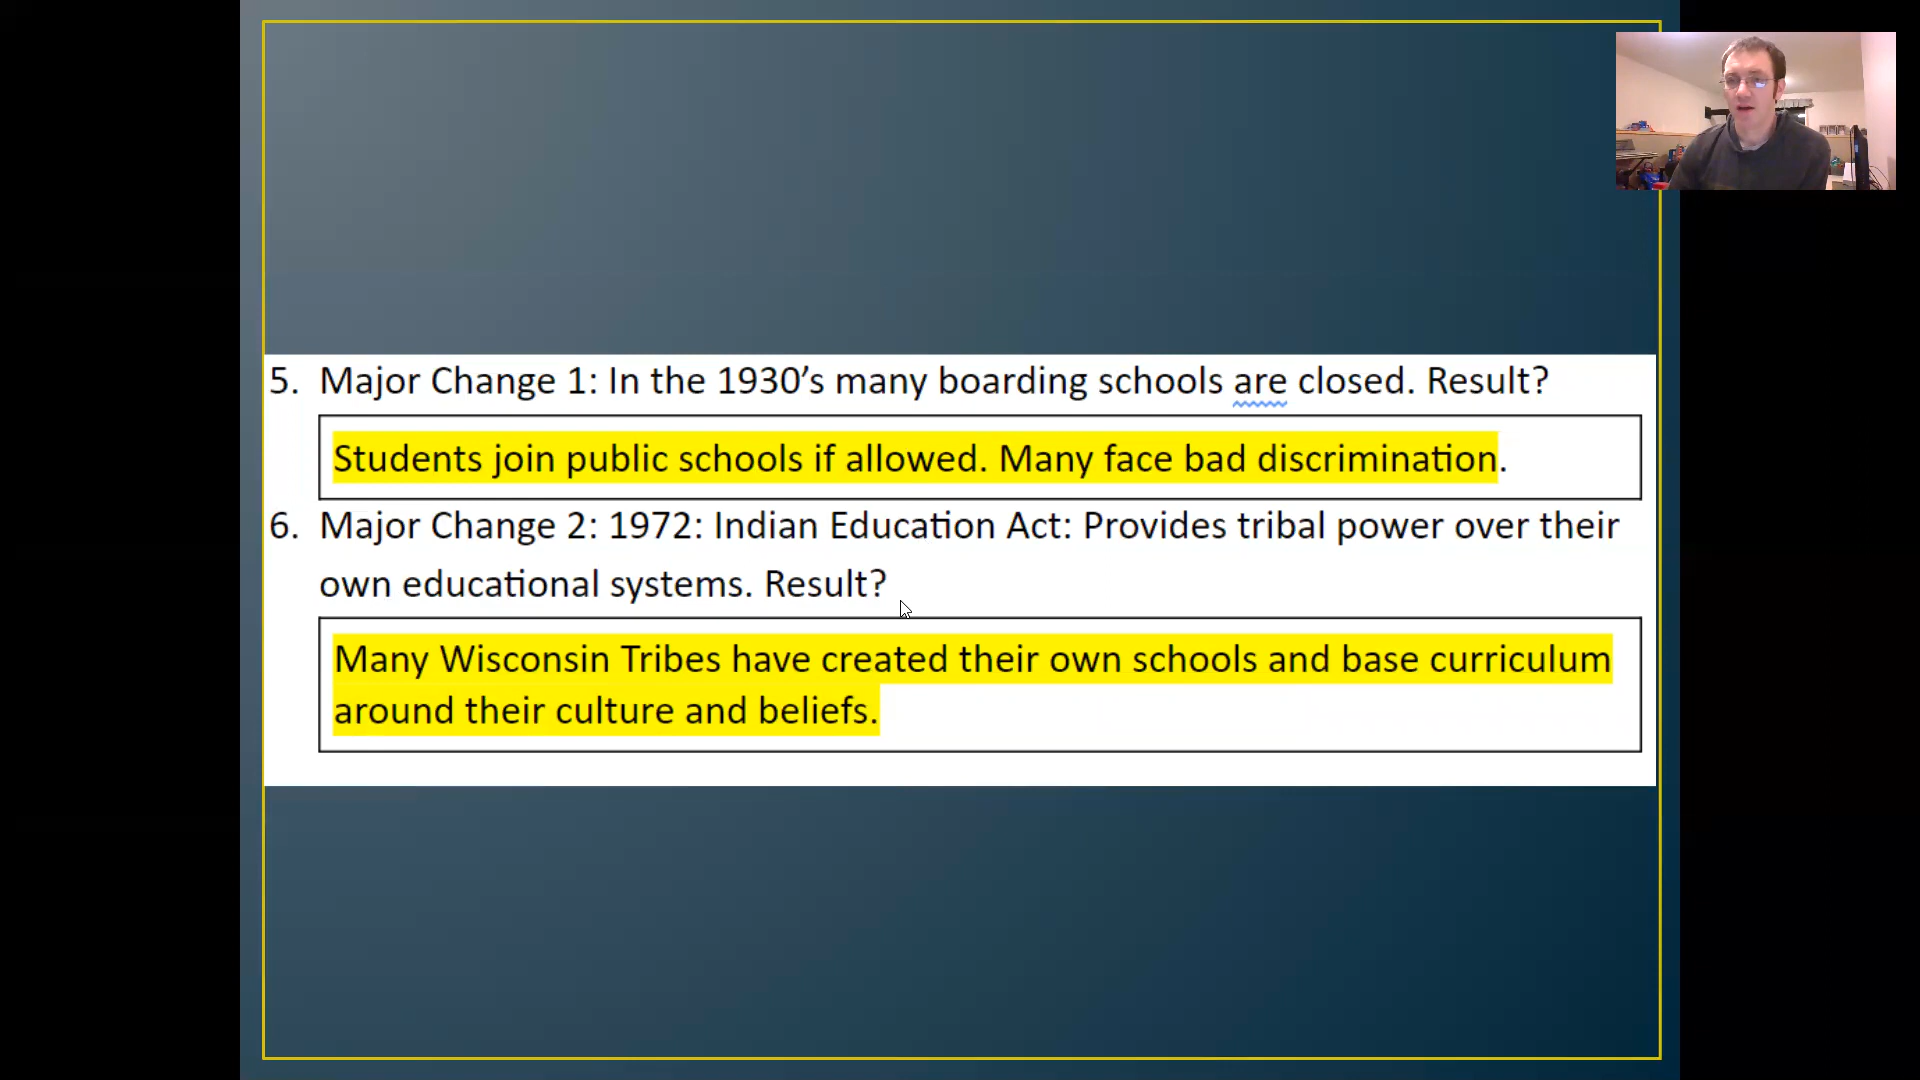 5. Major Change 1: In the 1930’s many boarding schools are closed. Result?
Students join public schools if allowed. Many face bad discrimination.
6. Major Change 2: 1972: Indian Education Act: Provides tribal power over their
own educational systems. Result?
Many Wisconsin Tribes have created their own schools and base curriculum
around their culture and beliefs.